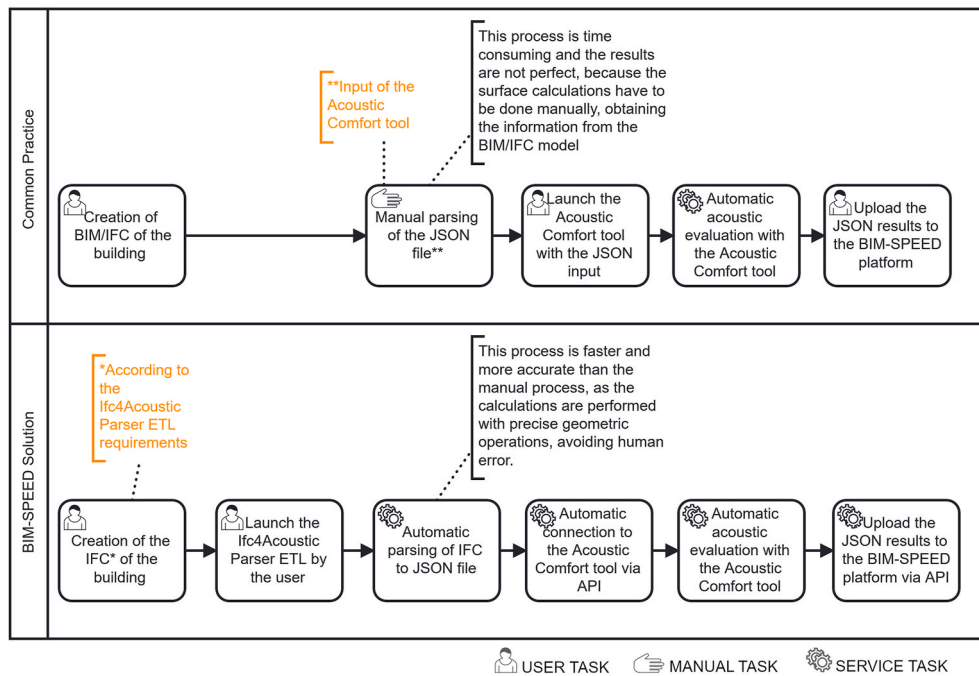 Common Practice
**Input of the
Acoustic
Comfort tool
This process is time
consuming and the results
are not perfect, because the
surface calculations have to
be done manually, obtaining
the information from the
BIM/IFC model
Creation of
BIM/IFC of the
building
Manual parsing
of the JSON
file**
Launch the
Acoustic
Comfort tool
with the JSON
input
Automatic
acoustic
evaluation with
the Acoustic
Comfort tool
Upload the
JSON results to
the BIM-SPEED
platform
BIM-SPEED Solution
*According to
the
Ifc4Acoustic
Parser ETL
requirements
This process is faster and
more accurate than the
manual process, as the
calculations are performed
with precise geometric
operations, avoiding human
error.
Creation of the
IFC* of the
building
Launch the
Ifc4Acoustic
Parser ETL by
the user
Automatic
parsing of IFC
to JSON file
Automatic
connection to
the Acoustic
Comfort tool via
API
Automatic
acoustic
evaluation with
the Acoustic
Comfort tool
Upload the
JSON results to
the BIM-SPEED
platform via API
USER TASK
MANUAL TASK
SERVICE TASK